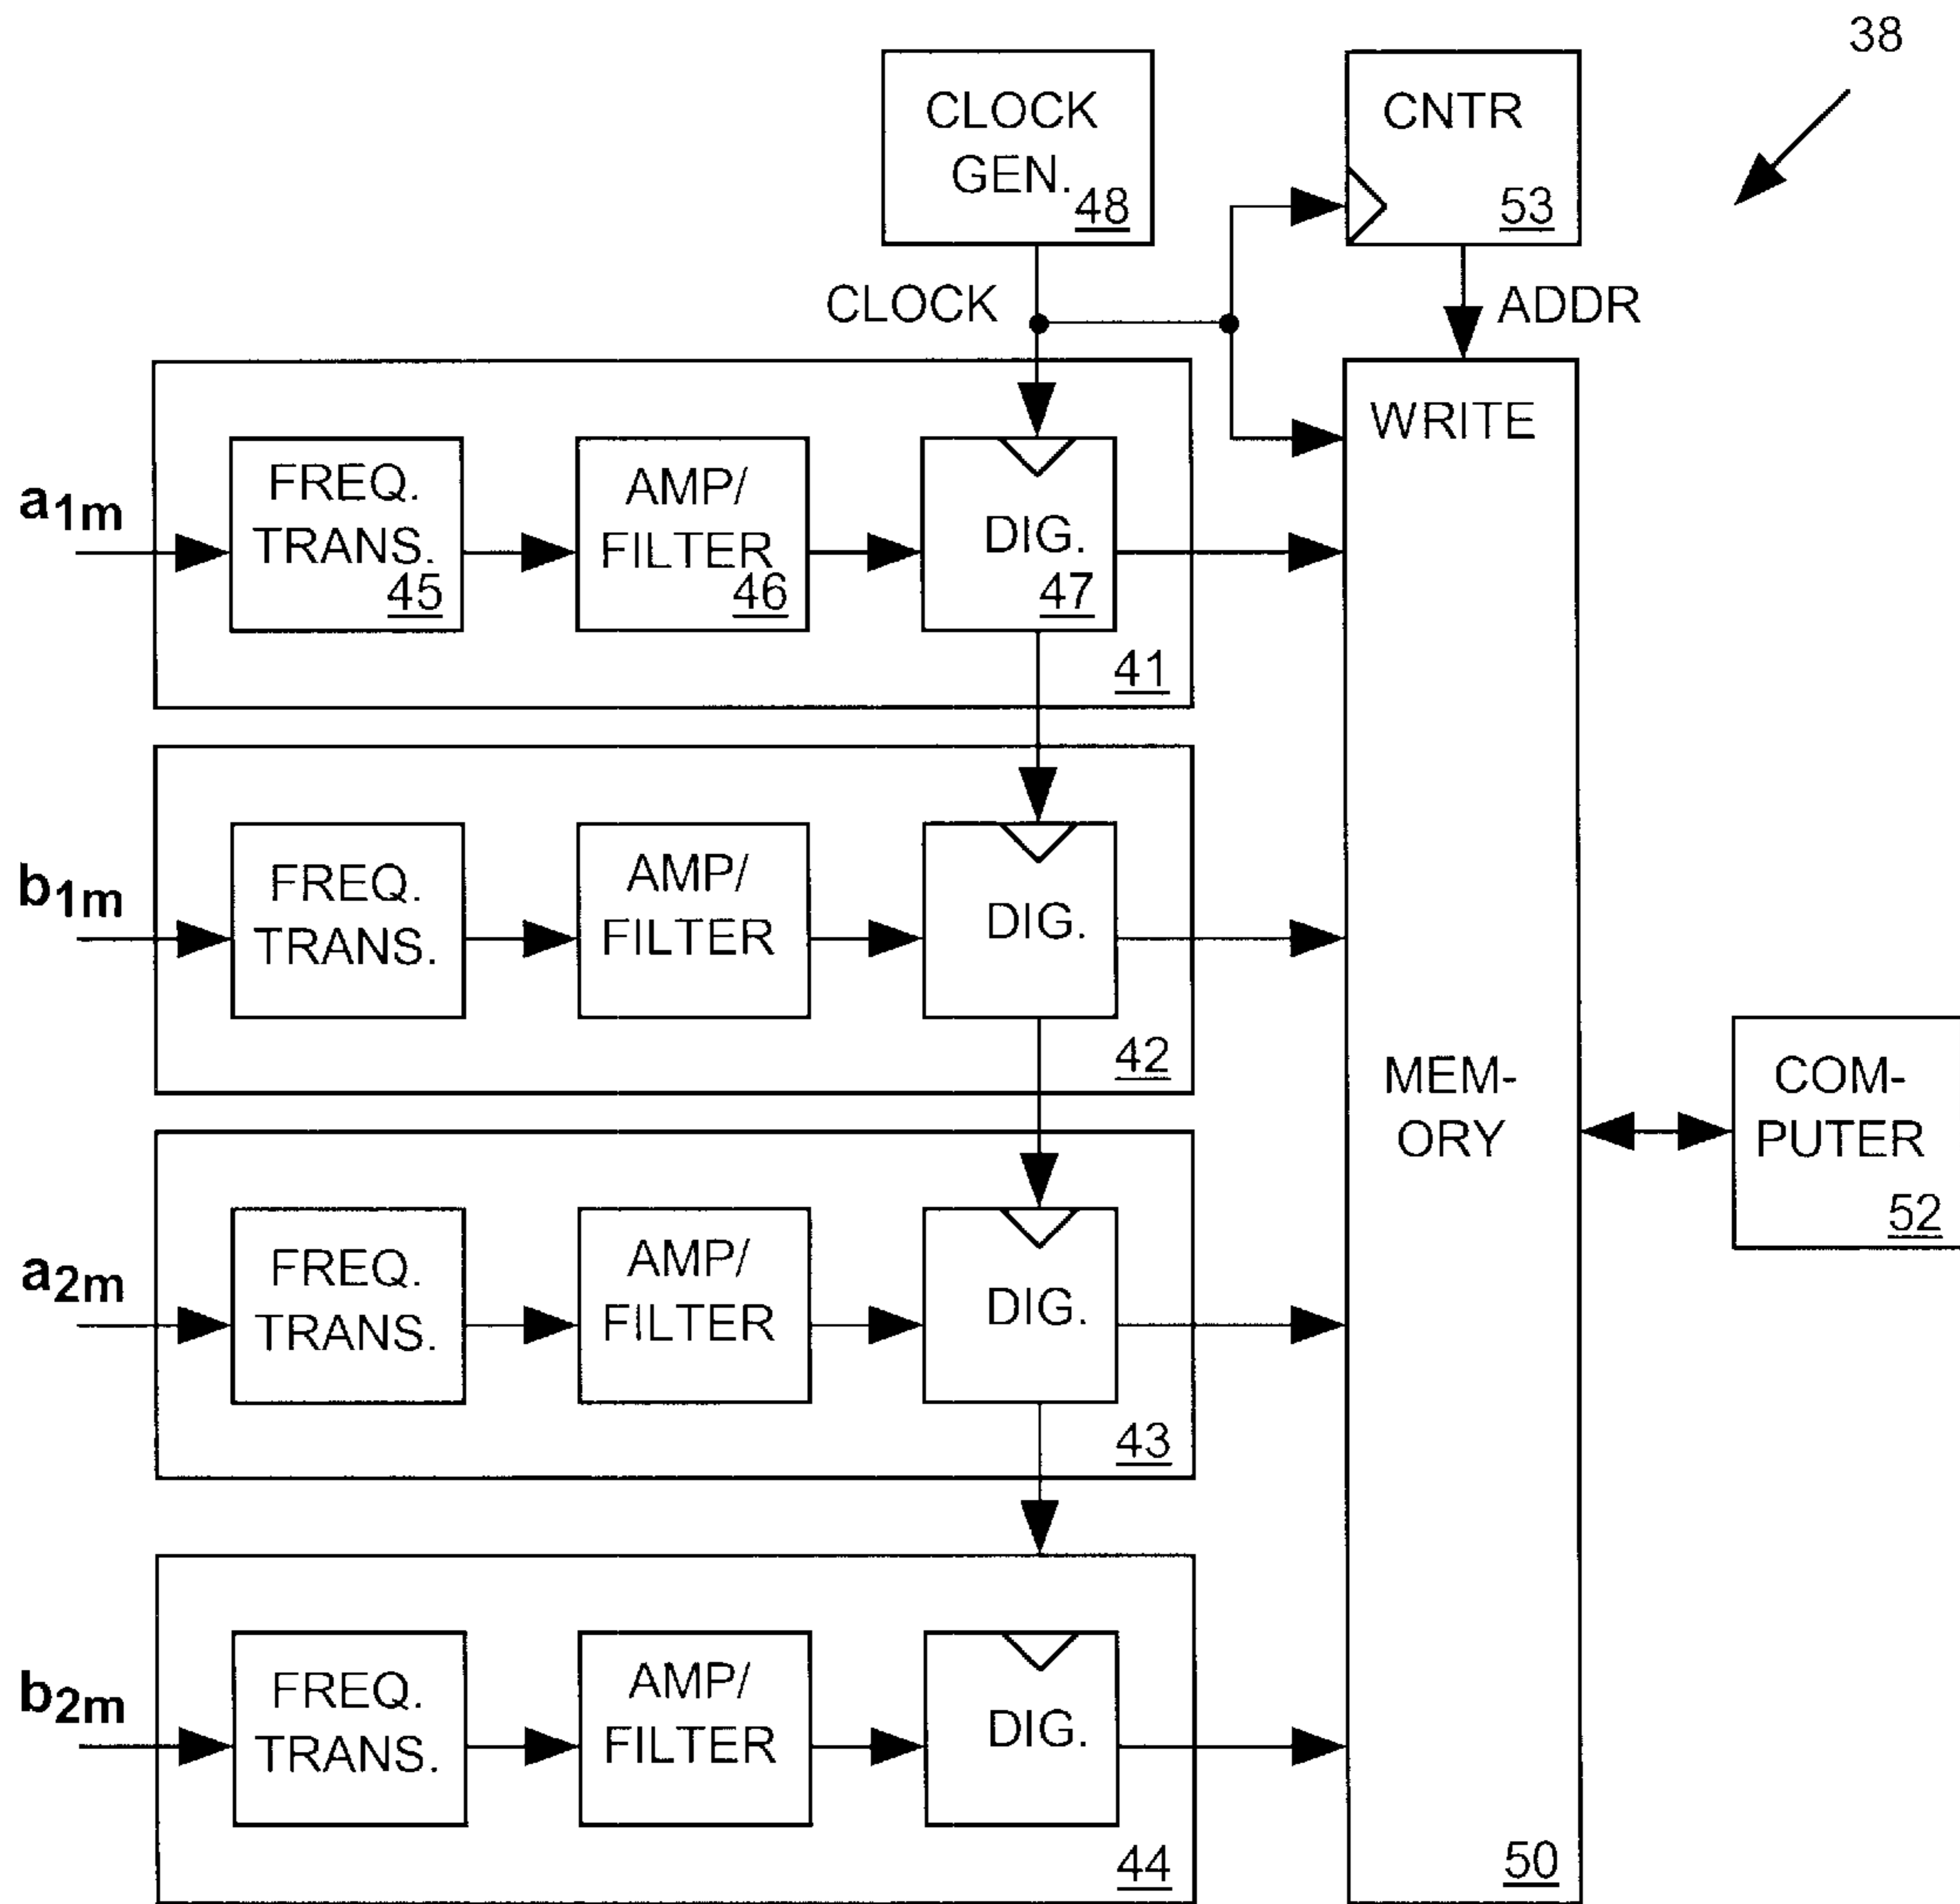 38
CLOCK
GEN.
48
CNTR
53
CLOCK
ADDR
WRITE
a1m
FREQ.
TRANS.
45
AMP/
FILTER
46
DIG.
47
41
b1m
FREQ.
TRANS.
AMP/
FILTER
DIG.
42
MEM-
ORY
COM-
PUTER
52
a2m
FREQ.
TRANS.
AMP/
FILTER
DIG.
43
b2m
FREQ.
TRANS.
AMP/
FILTER
DIG.
44
50